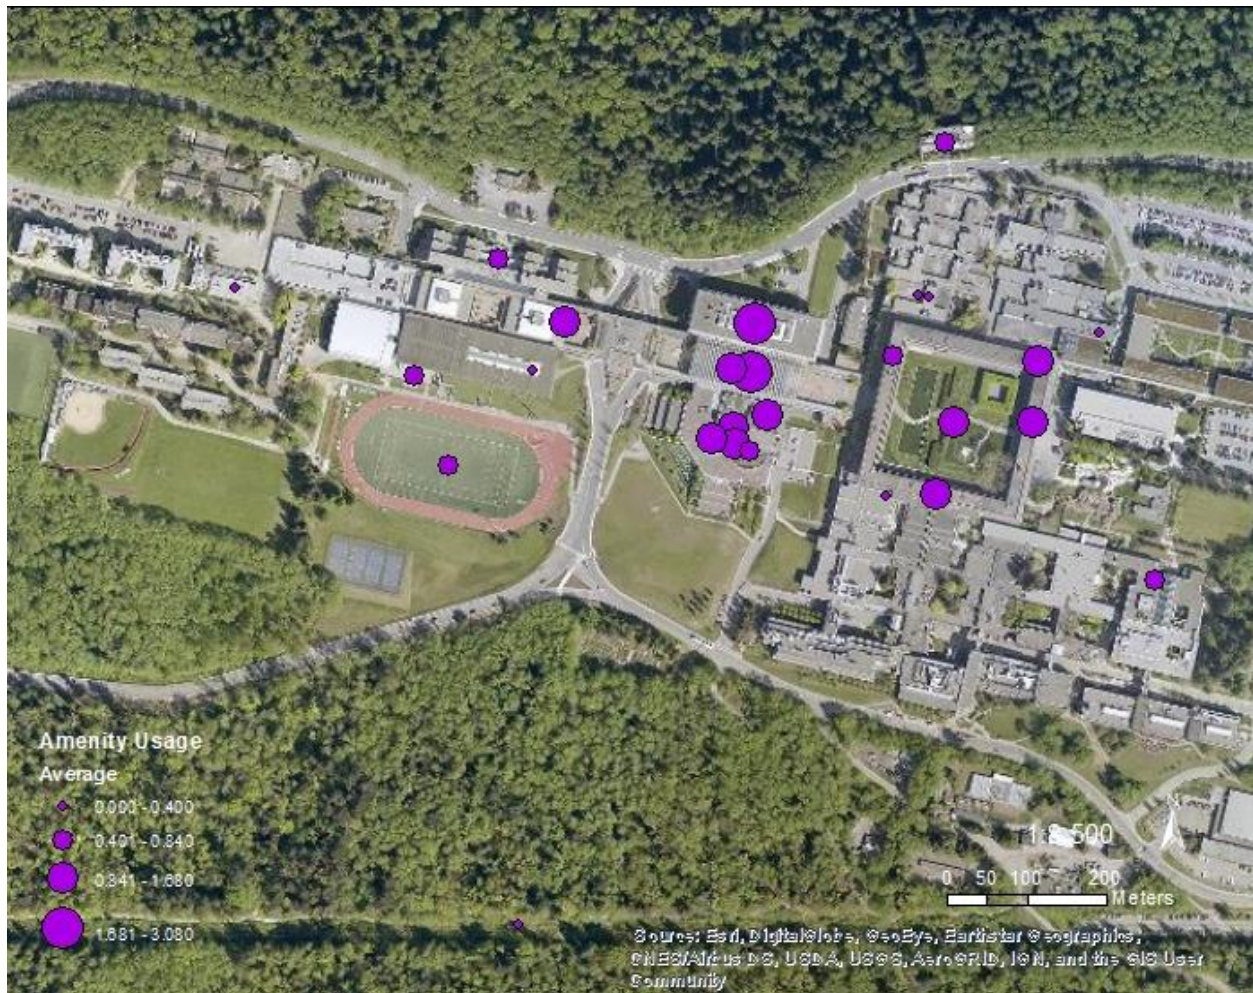 Amenity Usage
Average
0.000 - 0.400
0.401 - 0.840
0.841 - 1.680
1.681 - 3.080
1:8,500
0 50 100 200
Meters
Source: Esri, DigitalGlobe, GeoEye, Earthstar Geographics,
CNES/Airbus DS, USDA, USGS, AeroGRID, IGN, and the GIS User
Community